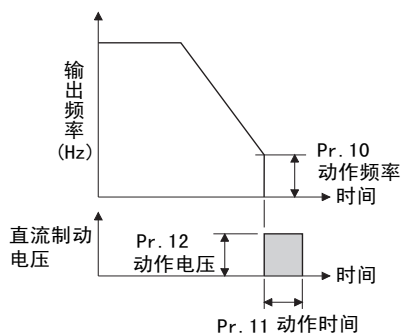 输出频率
(Hz)
Pr.10
动作频率
时间
直流制动
电压
Pr.12
动作电压
时间
Pr.11 动作时间